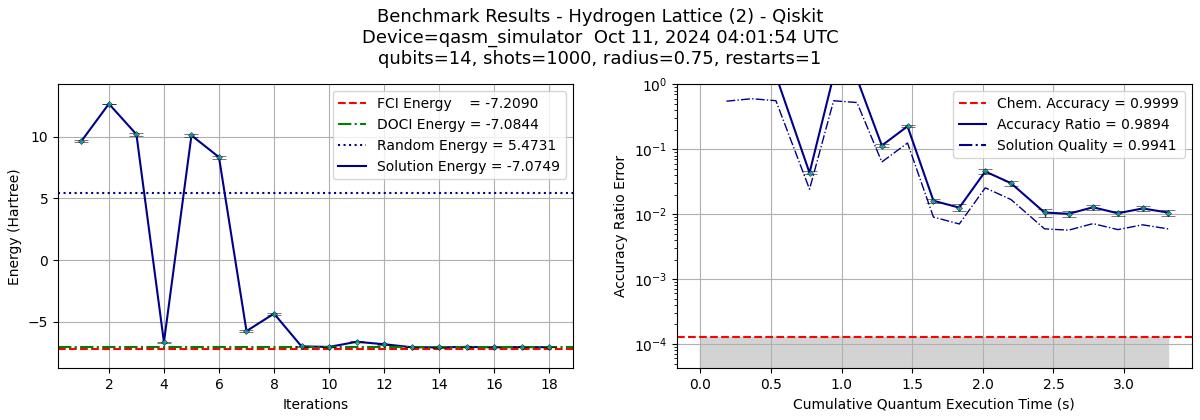 Benchmark Results - Hydrogen Lattice (2) - Qiskit
Device=qasm_simulator  Oct 11, 2024 04:01:54 UTC
qubits=14, shots=1000, radius=0.75, restarts=1
Energy (Hartree)
10
5
0
−5
2 4 6 8 10 12 14 16 18
Iterations
FCI Energy    = -7.2090
DOCI Energy = -7.0844
Random Energy = 5.4731
Solution Energy = -7.0749
Accuracy Ratio Error
10⁰
10⁻¹
10⁻²
10⁻³
10⁻⁴
0.0 0.5 1.0 1.5 2.0 2.5 3.0
Cumulative Quantum Execution Time (s)
Chem. Accuracy = 0.9999
Accuracy Ratio = 0.9894
Solution Quality = 0.9941